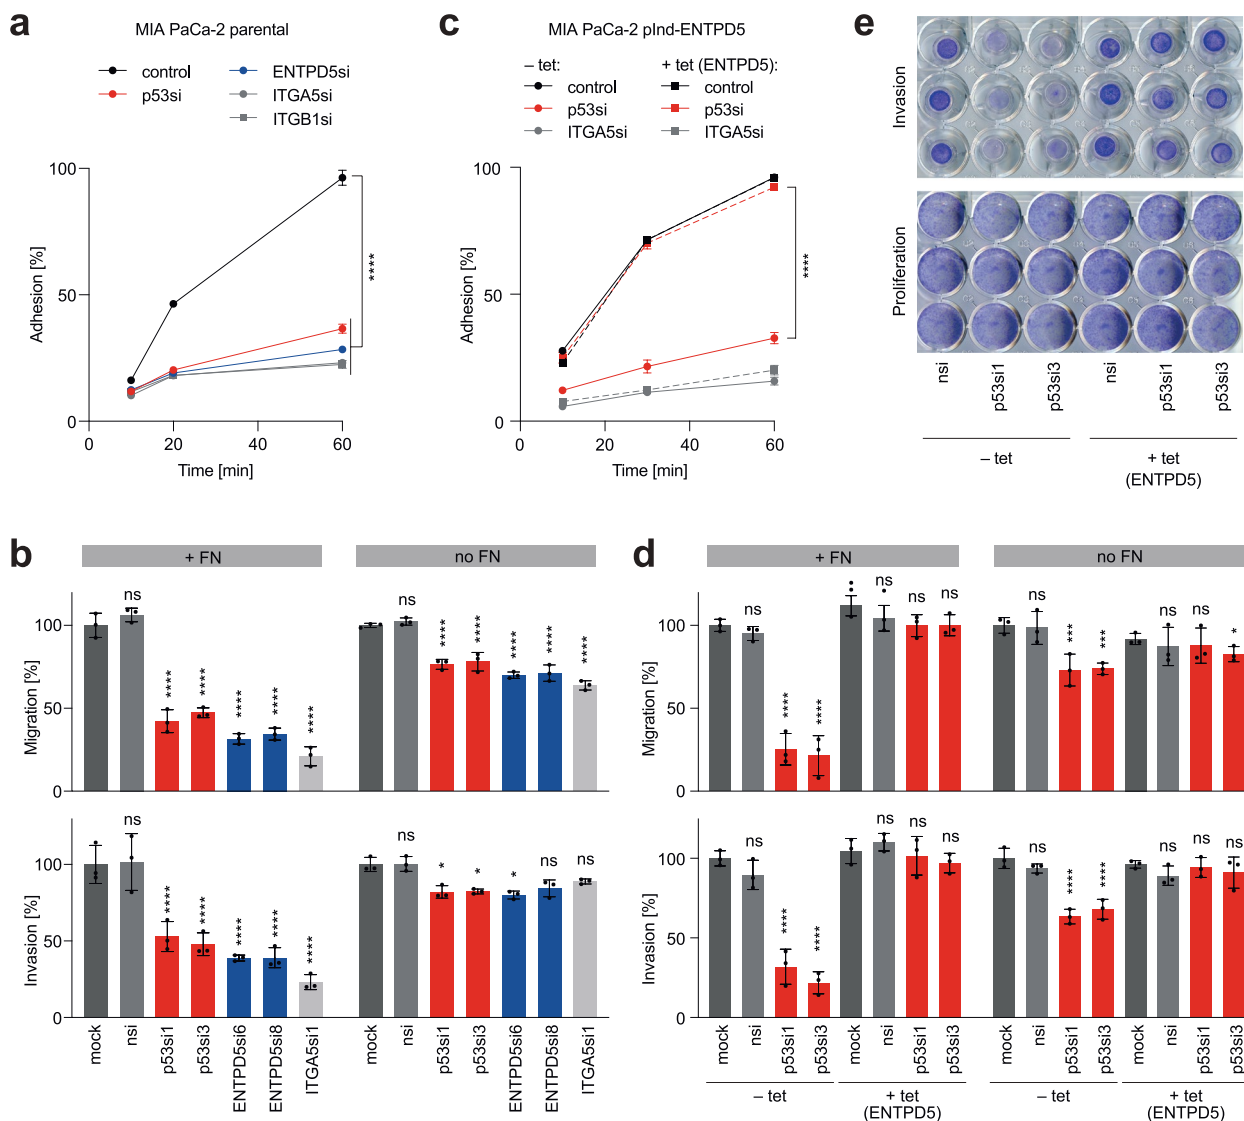 a
MIA PaCa-2 parental
control
p53si
ENTPD5si
ITGA5si
ITGB1si
100
50
0
Adhesion [%]
****
0
20
40
60
Time [min]
c
MIA PaCa-2 pInd-ENTPD5
– tet:
+ tet (ENTPD5):
control
control
p53si
p53si
ITGA5si
ITGA5si
100
50
0
Adhesion [%]
****
0
20
40
60
Time [min]
e
Invasion
Proliferation
nsi
p53si1
p53si3
nsi
p53si1
p53si3
– tet
+ tet
(ENTPD5)
b
+ FN
no FN
Migration [%]
100
50
0
ns
****
****
****
****
****
ns
****
****
****
****
****
Invasion [%]
100
50
0
ns
****
****
****
****
****
ns
*
*
*
ns
ns
mock
nsi
p53si1
p53si3
ENTPD5si6
ENTPD5si8
ITGA5si1
mock
nsi
p53si1
p53si3
ENTPD5si6
ENTPD5si8
ITGA5si1
d
+ FN
no FN
Migration [%]
100
50
0
ns
****
****
ns
ns
ns
ns
***
***
ns
ns
*
Invasion [%]
100
50
0
ns
****
****
ns
ns
ns
ns
****
****
ns
ns
ns
mock
nsi
p53si1
p53si3
mock
nsi
p53si1
p53si3
mock
nsi
p53si1
p53si3
mock
nsi
p53si1
p53si3
– tet
+ tet
(ENTPD5)
– tet
+ tet
(ENTPD5)